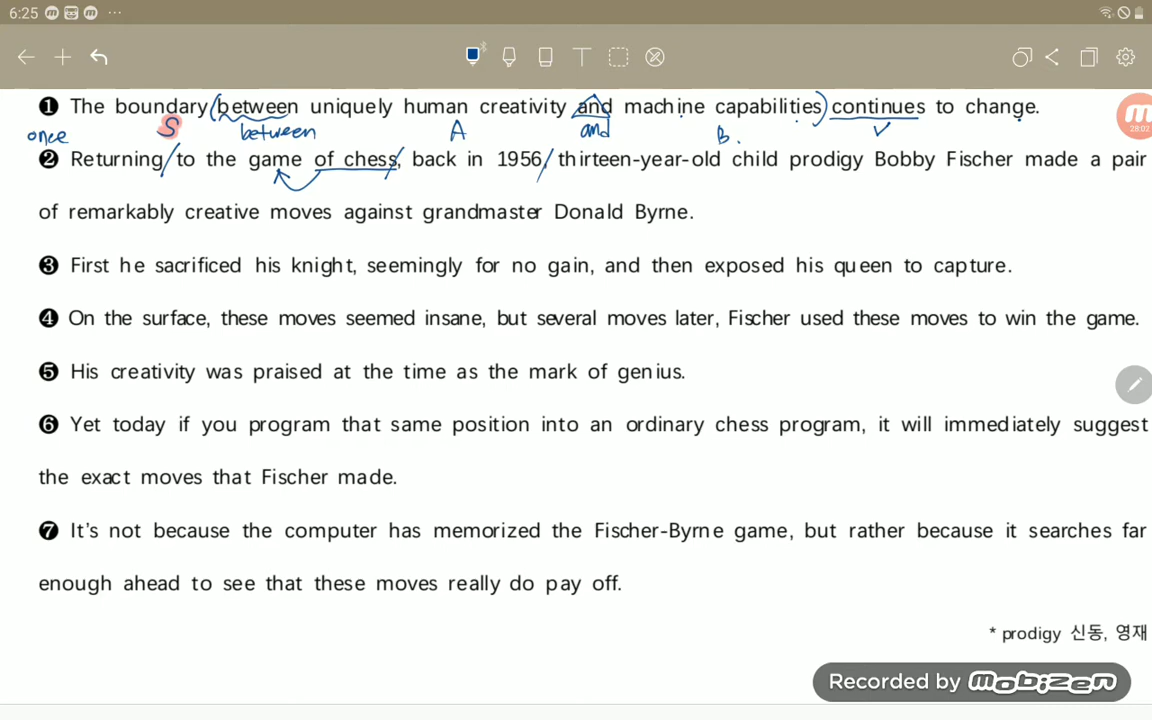 6:25
❶ The boundary (between uniquely human creativity and machine capabilities) continues to change.
once S between A and B. V
❷ Returning / to the game of chess /, back in 1956, / thirteen-year-old child prodigy Bobby Fischer made a pair
of remarkably creative moves against grandmaster Donald Byrne.
❸ First he sacrificed his knight, seemingly for no gain, and then exposed his queen to capture.
❹ On the surface, these moves seemed insane, but several moves later, Fischer used these moves to win the game.
❺ His creativity was praised at the time as the mark of genius.
❻ Yet today if you program that same position into an ordinary chess program, it will immediately suggest
the exact moves that Fischer made.
❼ It's not because the computer has memorized the Fischer-Byrne game, but rather because it searches far
enough ahead to see that these moves really do pay off.
* prodigy 신동, 영재
Recorded by mobizen
28:02